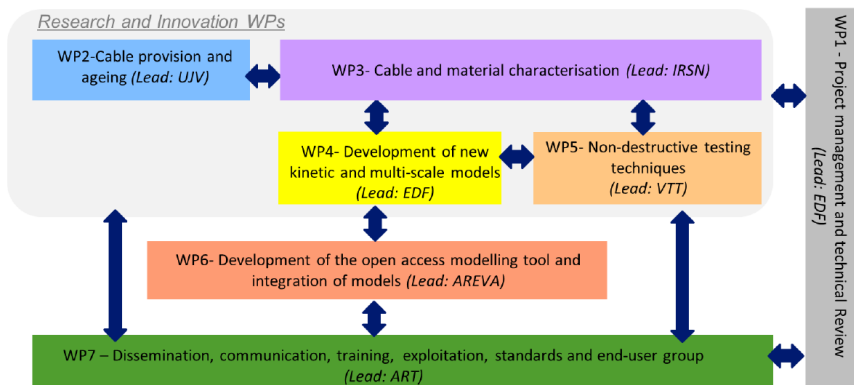 Research and Innovation WPs
WP2-Cable provision and
ageing (Lead: UJV)
WP3- Cable and material characterisation (Lead: IRSN)
WP4- Development of new
kinetic and multi-scale models
(Lead: EDF)
WP5- Non-destructive testing
techniques
(Lead: VTT)
WP6- Development of the open access modelling tool and
integration of models (Lead: AREVA)
WP7 – Dissemination, communication, training, exploitation, standards and end-user group
(Lead: ART)
WP1 - Project management and technical Review
(Lead: EDF)